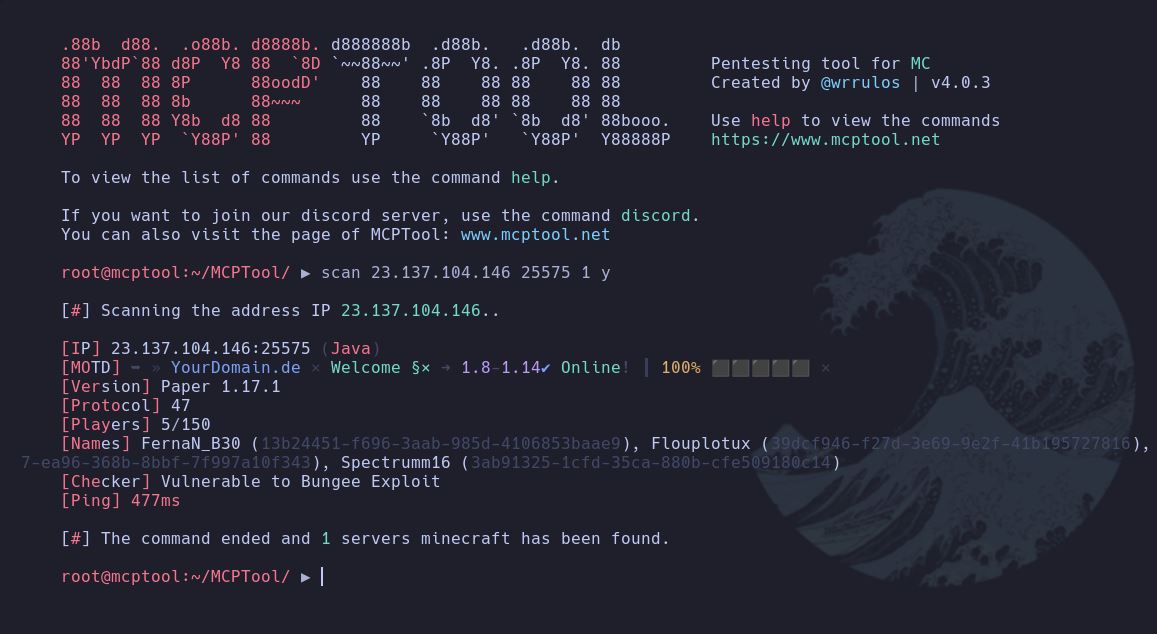 .88b  d88.  .o88b. d8888b. d888888b  .d88b.   .d88b.  db
88'YbdP`88 d8P  Y8 88  `8D `~~88~~' .8P  Y8. .8P  Y8. 88         Pentesting tool for MC
88  88  88 8P      88oodD'    88    88    88 88    88 88         Created by @wrrulos | v4.0.3
88  88  88 8b      88~~~      88    88    88 88    88 88
88  88  88 Y8b  d8 88         88    `8b  d8' `8b  d8' 88booo.    Use help to view the commands
YP  YP  YP  `Y88P' 88         YP     `Y88P'   `Y88P'  Y88888P    https://www.mcptool.net
To view the list of commands use the command help.
If you want to join our discord server, use the command discord.
You can also visit the page of MCPTool: www.mcptool.net
root@mcptool:~/MCPTool/ ▶ scan 23.137.104.146 25575 1 y
[#] Scanning the address IP 23.137.104.146..
[IP] 23.137.104.146:25575 (Java)
[MOTD] ➥ » YourDomain.de × Welcome §× ➙ 1.8-1.14✔ Online! ┃ 100% ⬛⬛⬛⬛⬛ ×
[Version] Paper 1.17.1
[Protocol] 47
[Players] 5/150
[Names] FernaN_B30 (13b24451-f696-3aab-985d-4106853baae9), Flouplotux (39dcf946-f27d-3e69-9e2f-41b195727816),
7-ea96-368b-8bbf-7f997a10f343), Spectrumm16 (3ab91325-1cfd-35ca-880b-cfe509180c14)
[Checker] Vulnerable to Bungee Exploit
[Ping] 477ms
[#] The command ended and 1 servers minecraft has been found.
root@mcptool:~/MCPTool/ ▶